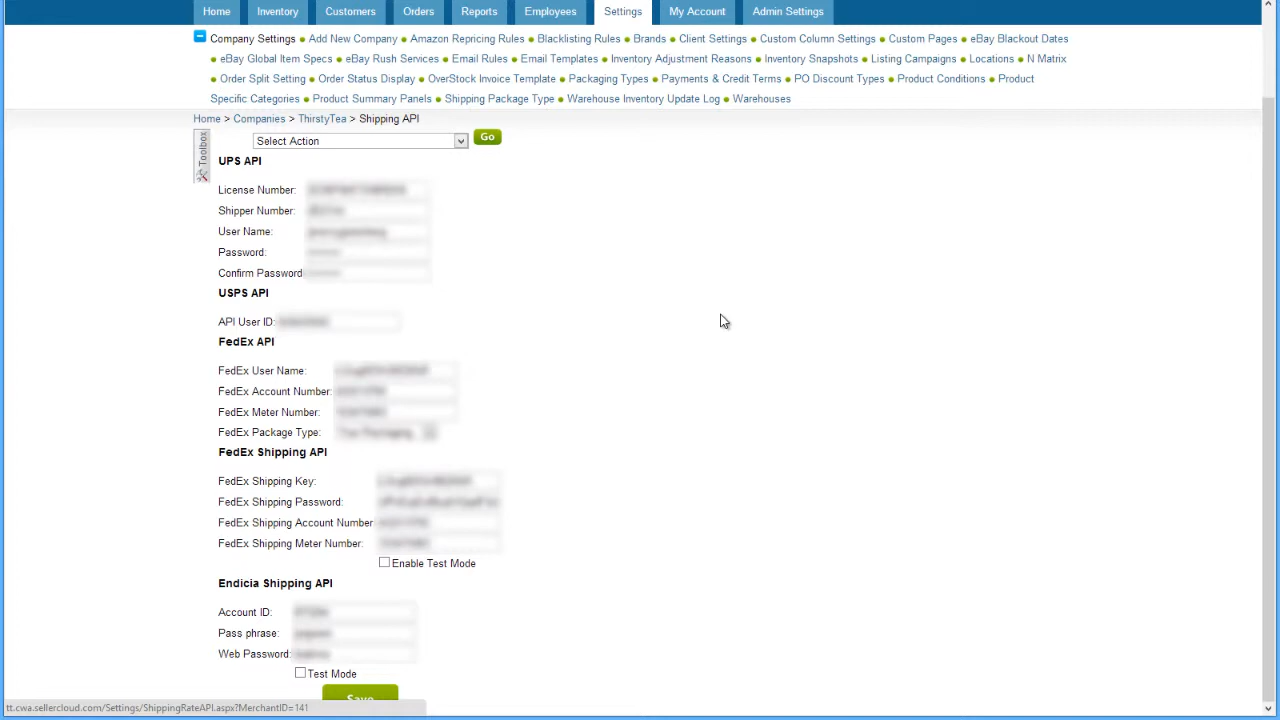 Home Inventory Customers Orders Reports Employees Settings My Account Admin Settings
Company Settings Add New Company Amazon Repricing Rules Blacklisting Rules Brands Client Settings Custom Column Settings Custom Pages eBay Blackout Dates
eBay Global Item Specs eBay Rush Services Email Rules Email Templates Inventory Adjustment Reasons Inventory Snapshots Listing Campaigns Locations N Matrix
Order Split Setting Order Status Display OverStock Invoice Template Packaging Types Payments & Credit Terms PO Discount Types Product Conditions Product
Specific Categories Product Summary Panels Shipping Package Type Warehouse Inventory Update Log Warehouses
Home > Companies > ThirstyTea > Shipping API
Toolbox
Select Action Go
UPS API
License Number:
Shipper Number:
User Name:
Password:
Confirm Password
USPS API
API User ID:
FedEx API
FedEx User Name:
FedEx Account Number:
FedEx Meter Number:
FedEx Package Type:
FedEx Shipping API
FedEx Shipping Key:
FedEx Shipping Password:
FedEx Shipping Account Number
FedEx Shipping Meter Number:
Enable Test Mode
Endicia Shipping API
Account ID:
Pass phrase:
Web Password:
Test Mode
Save
tt.cwa.sellercloud.com/Settings/ShippingRateAPI.aspx?MerchantID=141